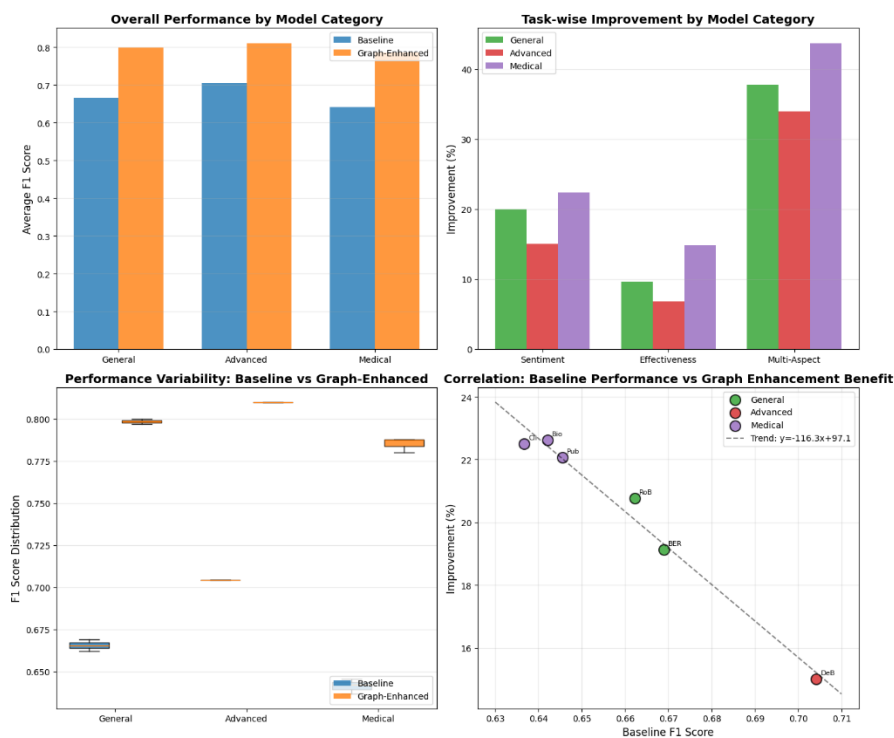 Overall Performance by Model Category
Average F1 Score
0.8
0.7
0.6
0.5
0.4
0.3
0.2
0.1
0.0
General
Advanced
Medical
Baseline
Graph-Enhanced
Task-wise Improvement by Model Category
Improvement (%)
40
30
20
10
0
Sentiment
Effectiveness
Multi-Aspect
General
Advanced
Medical
Performance Variability: Baseline vs Graph-Enhanced
F1 Score Distribution
0.800
0.775
0.750
0.725
0.700
0.675
0.650
General
Advanced
Medical
Baseline
Graph-Enhanced
Correlation: Baseline Performance vs Graph Enhancement Benefit
Improvement (%)
24
22
20
18
16
0.63
0.64
0.65
0.66
0.67
0.68
0.69
0.70
0.71
Baseline F1 Score
General
Advanced
Medical
Trend: y=-116.3x+97.1
Bio
Pub
RoB
BER
DeB